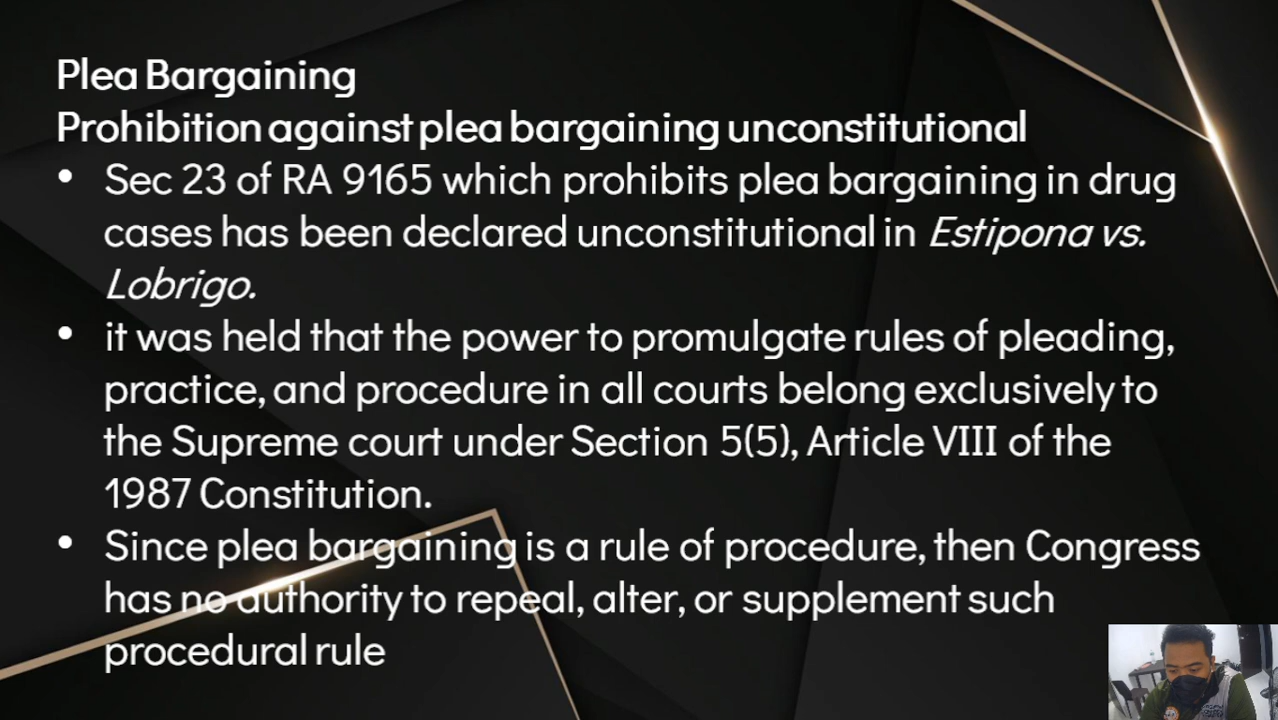 Plea Bargaining
Prohibition against plea bargaining unconstitutional
• Sec 23 of RA 9165 which prohibits plea bargaining in drug
cases has been declared unconstitutional in Estipona vs.
Lobrigo.
• it was held that the power to promulgate rules of pleading,
practice, and procedure in all courts belong exclusively to
the Supreme court under Section 5(5), Article VIII of the
1987 Constitution.
• Since plea bargaining is a rule of procedure, then Congress
has no authority to repeal, alter, or supplement such
procedural rule